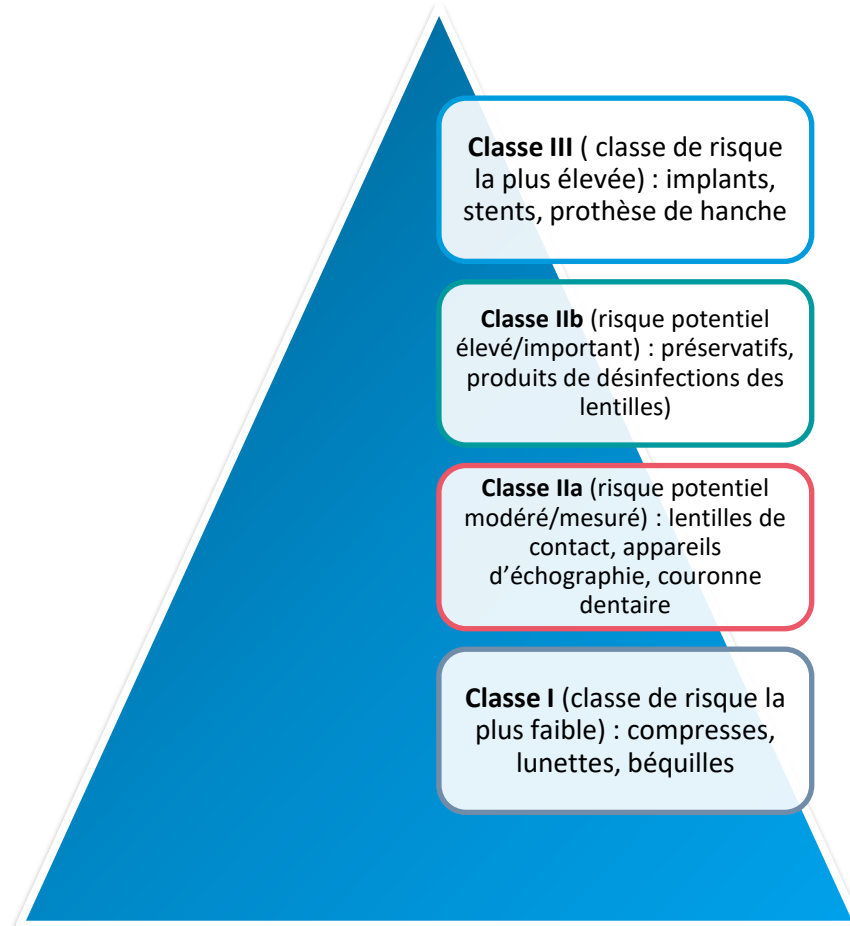 Classe III ( classe de risque
la plus élevée) : implants,
stents, prothèse de hanche
Classe IIb (risque potentiel
élevé/important) : préservatifs,
produits de désinfections des
lentilles)
Classe IIa (risque potentiel
modéré/mesuré) : lentilles de
contact, appareils
d’échographie, couronne
dentaire
Classe I (classe de risque la
plus faible) : compresses,
lunettes, béquilles